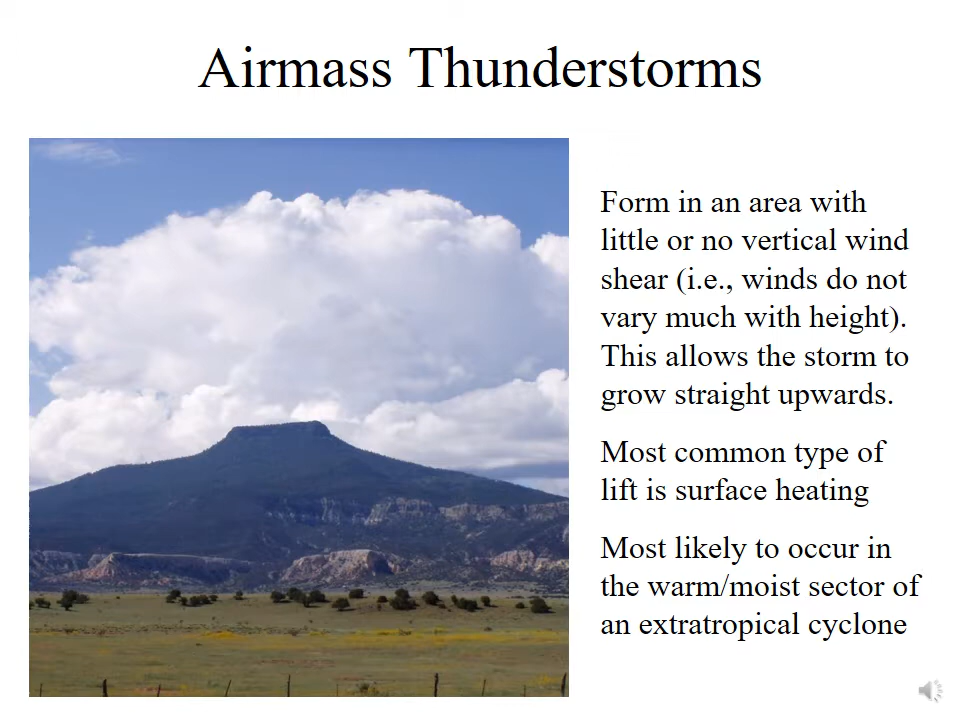 Airmass Thunderstorms
Form in an area with
little or no vertical wind
shear (i.e., winds do not
vary much with height).
This allows the storm to
grow straight upwards.
Most common type of
lift is surface heating
Most likely to occur in
the warm/moist sector of
an extratropical cyclone